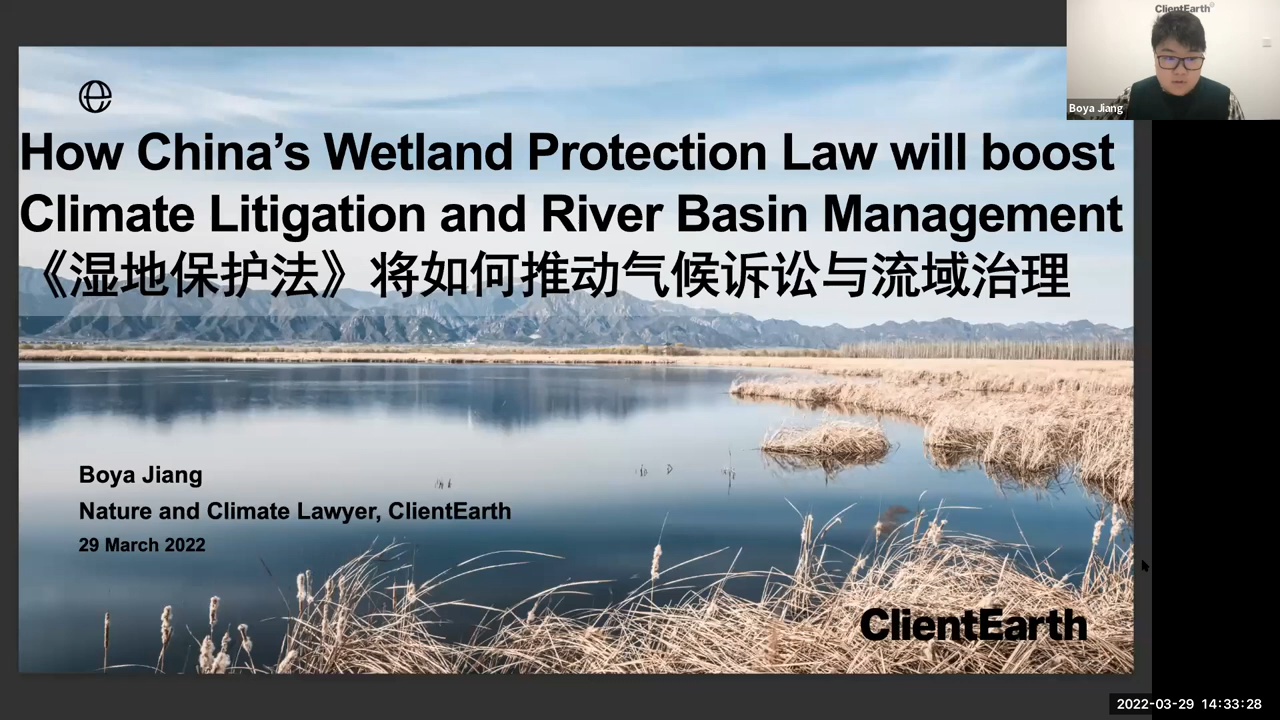 ClientEarth
Boya Jiang
How China’s Wetland Protection Law will boost
Climate Litigation and River Basin Management
《湿地保护法》将如何推动气候诉讼与流域治理
Boya Jiang
Nature and Climate Lawyer, ClientEarth
29 March 2022
ClientEarth
2022-03-29 14:33:28